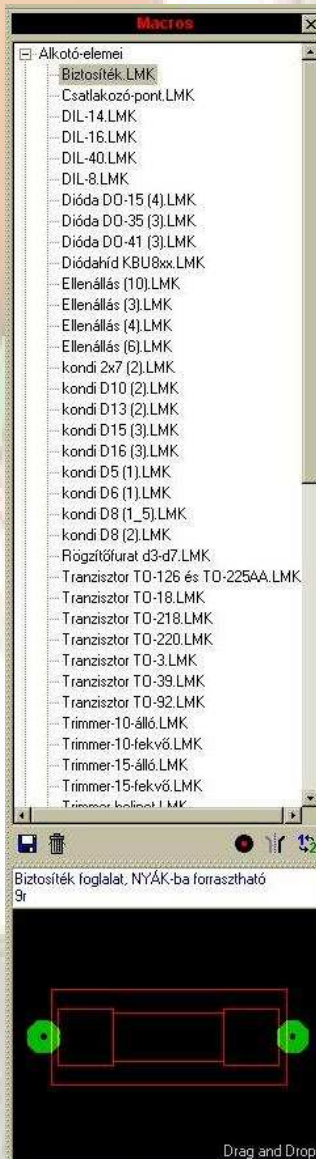 Macros
Alkotó-elemei
Biztosíték.LMK
Csatlakozó-pont.LMK
DIL-14.LMK
DIL-16.LMK
DIL-40.LMK
DIL-8.LMK
Dióda DO-15 (4).LMK
Dióda DO-35 (3).LMK
Dióda DO-41 (3).LMK
Diódahíd KBU8xx.LMK
Ellenállás (10).LMK
Ellenállás (3).LMK
Ellenállás (4).LMK
Ellenállás (6).LMK
kondi 2x7 (2).LMK
kondi D10 (2).LMK
kondi D13 (2).LMK
kondi D15 (3).LMK
kondi D16 (3).LMK
kondi D5 (1).LMK
kondi D6 (1).LMK
kondi D8 (1_5).LMK
kondi D8 (2).LMK
Rögzítőfurat d3-d7.LMK
Tranzisztor TO-126 és TO-225AA.LMK
Tranzisztor TO-18.LMK
Tranzisztor TO-218.LMK
Tranzisztor TO-220.LMK
Tranzisztor TO-3.LMK
Tranzisztor TO-39.LMK
Tranzisztor TO-92.LMK
Trimmer-10-álló.LMK
Trimmer-10-fekvő.LMK
Trimmer-15-álló.LMK
Trimmer-15-fekvő.LMK
Biztosíték foglalat, NYÁK-ba forrasztható
9r
Drag and Drop